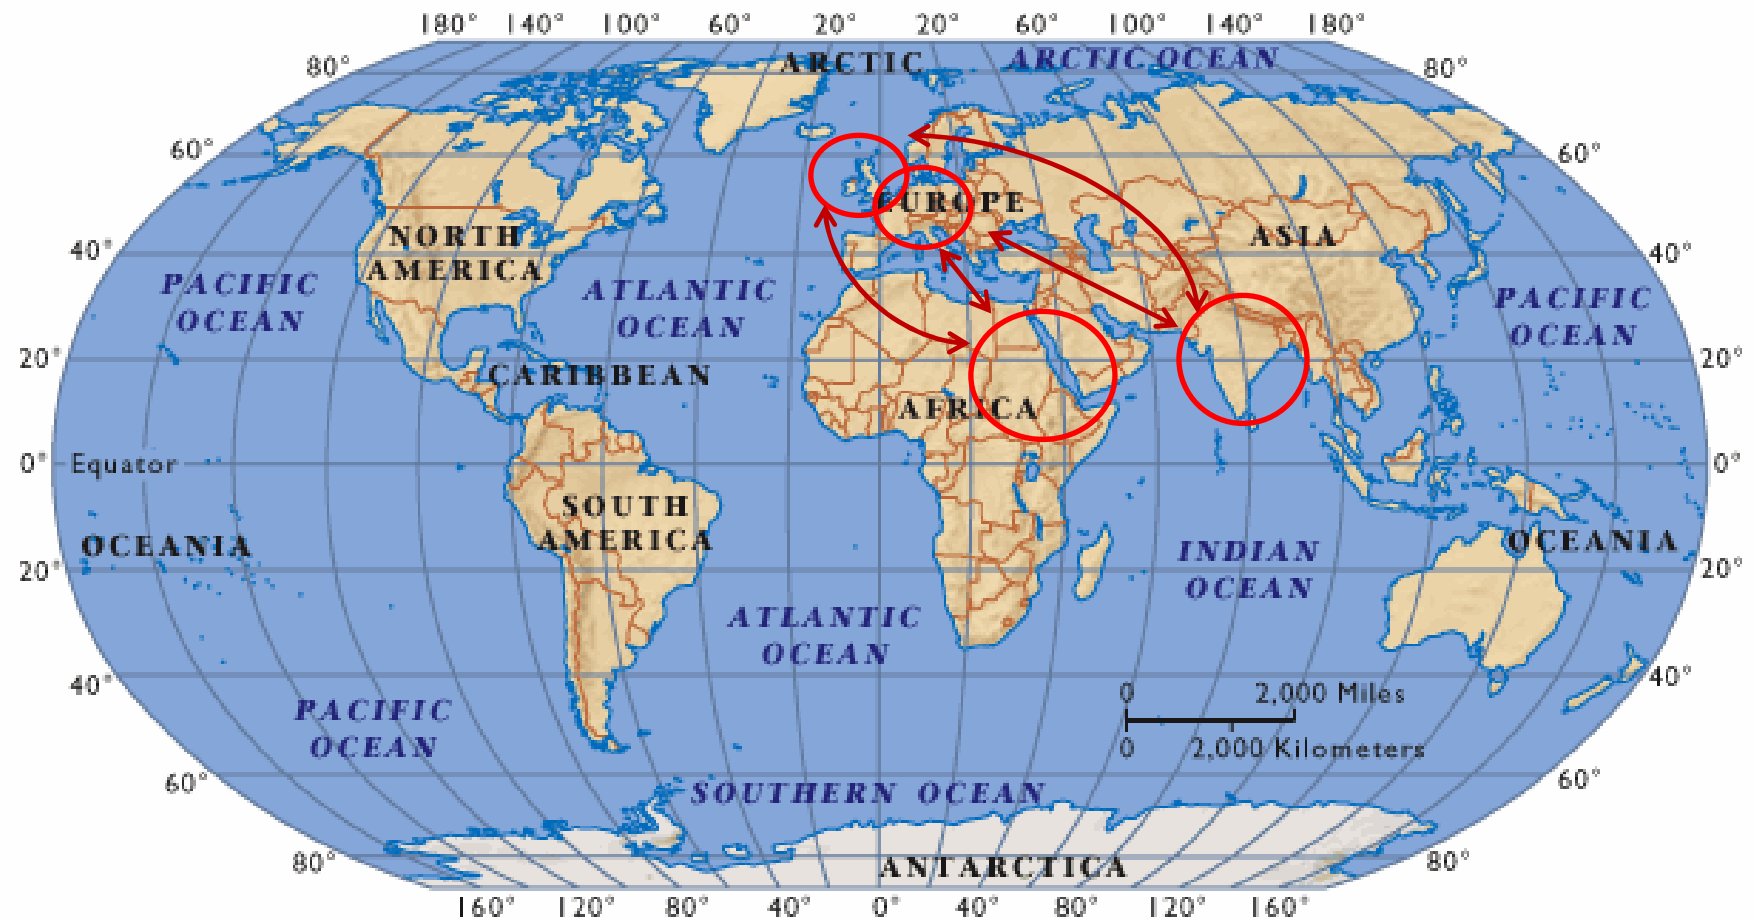 180° 140° 100° 60° 20° 20° 60° 100° 140° 180°
ARCTIC
ARCTIC OCEAN
80°
80°
60°
60°
EUROPE
NORTH
AMERICA
ASIA
40°
40°
PACIFIC
OCEAN
ATLANTIC
OCEAN
PACIFIC
OCEAN
20°
20°
CARIBBEAN
AFRICA
0°
Equator
0°
SOUTH
AMERICA
OCEANIA
OCEANIA
INDIAN
OCEAN
20°
20°
ATLANTIC
OCEAN
40°
40°
0 2,000 Miles
0 2,000 Kilometers
PACIFIC
OCEAN
60°
60°
SOUTHERN OCEAN
80°
80°
ANTARCTICA
160° 120° 80° 40° 0° 40° 80° 120° 160°